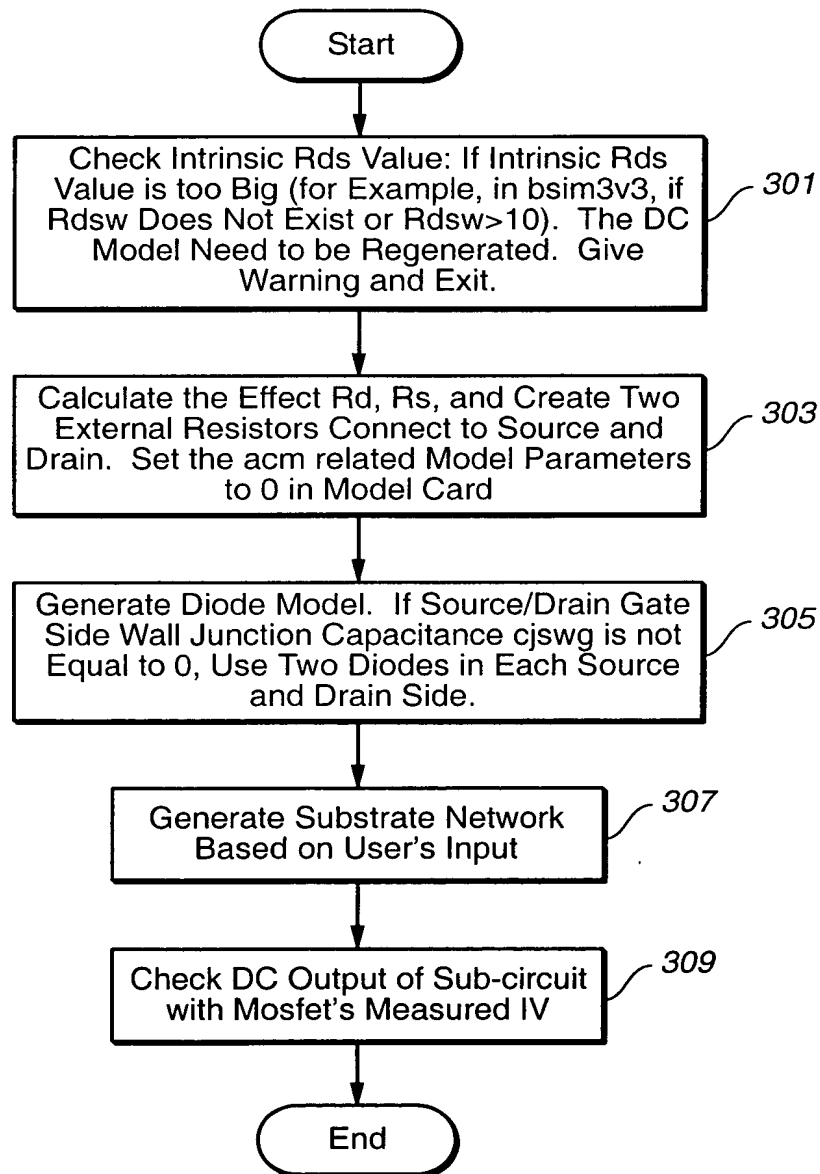 Start
Check Intrinsic Rds Value: If Intrinsic Rds
Value is too Big (for Example, in bsim3v3, if
Rdsw Does Not Exist or Rdsw>10). The DC
Model Need to be Regenerated. Give
Warning and Exit.
301
Calculate the Effect Rd, Rs, and Create Two
External Resistors Connect to Source and
Drain. Set the acm related Model Parameters
to 0 in Model Card
303
Generate Diode Model. If Source/Drain Gate
Side Wall Junction Capacitance cjswg is not
Equal to 0, Use Two Diodes in Each Source
and Drain Side.
305
Generate Substrate Network
Based on User's Input
307
Check DC Output of Sub-circuit
with Mosfet's Measured IV
309
End